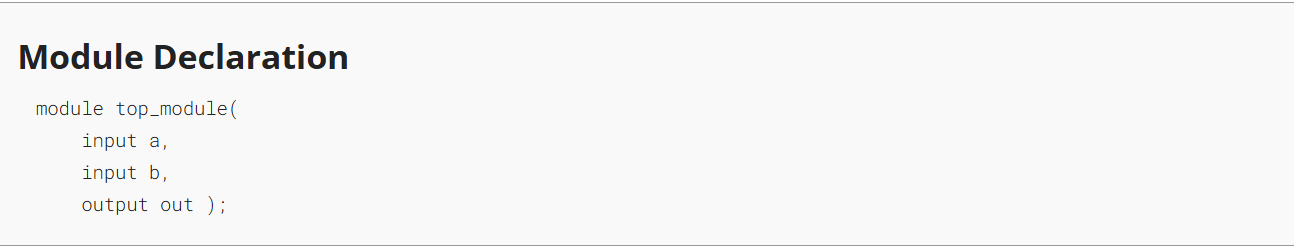 Module Declaration
module top_module(
    input a,
    input b,
    output out );